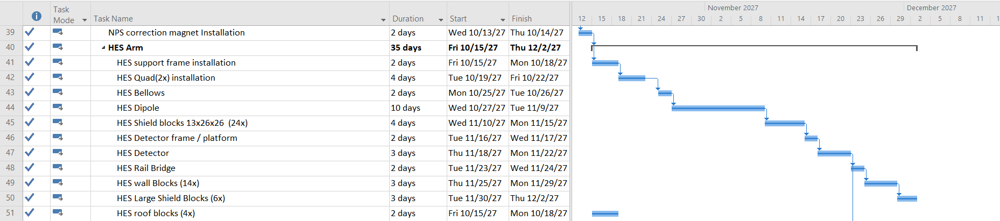 November 2027 December 2027
Task Mode Task Name Duration Start Finish 12 15 18 21 24 27 30 2 5 8 11 14 17 20 23 26 29 2 5 8 11 1
39 NPS correction magnet Installation 2 days Wed 10/13/27 Thu 10/14/27
40 HES Arm 35 days Fri 10/15/27 Thu 12/2/27
41 HES support frame installation 2 days Fri 10/15/27 Mon 10/18/27
42 HES Quad(2x) installation 4 days Tue 10/19/27 Fri 10/22/27
43 HES Bellows 2 days Mon 10/25/27 Tue 10/26/27
44 HES Dipole 10 days Wed 10/27/27 Tue 11/9/27
45 HES Shield blocks 13x26x26 (24x) 4 days Wed 11/10/27 Mon 11/15/27
46 HES Detector frame / platform 2 days Tue 11/16/27 Wed 11/17/27
47 HES Detector 3 days Thu 11/18/27 Mon 11/22/27
48 HES Rail Bridge 2 days Tue 11/23/27 Wed 11/24/27
49 HES wall Blocks (14x) 3 days Thu 11/25/27 Mon 11/29/27
50 HES Large Shield Blocks (6x) 3 days Tue 11/30/27 Thu 12/2/27
51 HES roof blocks (4x) 2 days Fri 10/15/27 Mon 10/18/27